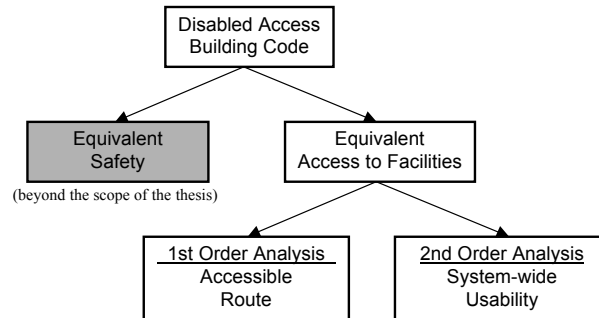 Disabled Access
Building Code
Equivalent
Safety
(beyond the scope of the thesis)
Equivalent
Access to Facilities
1st Order Analysis
Accessible
Route
2nd Order Analysis
System-wide
Usability